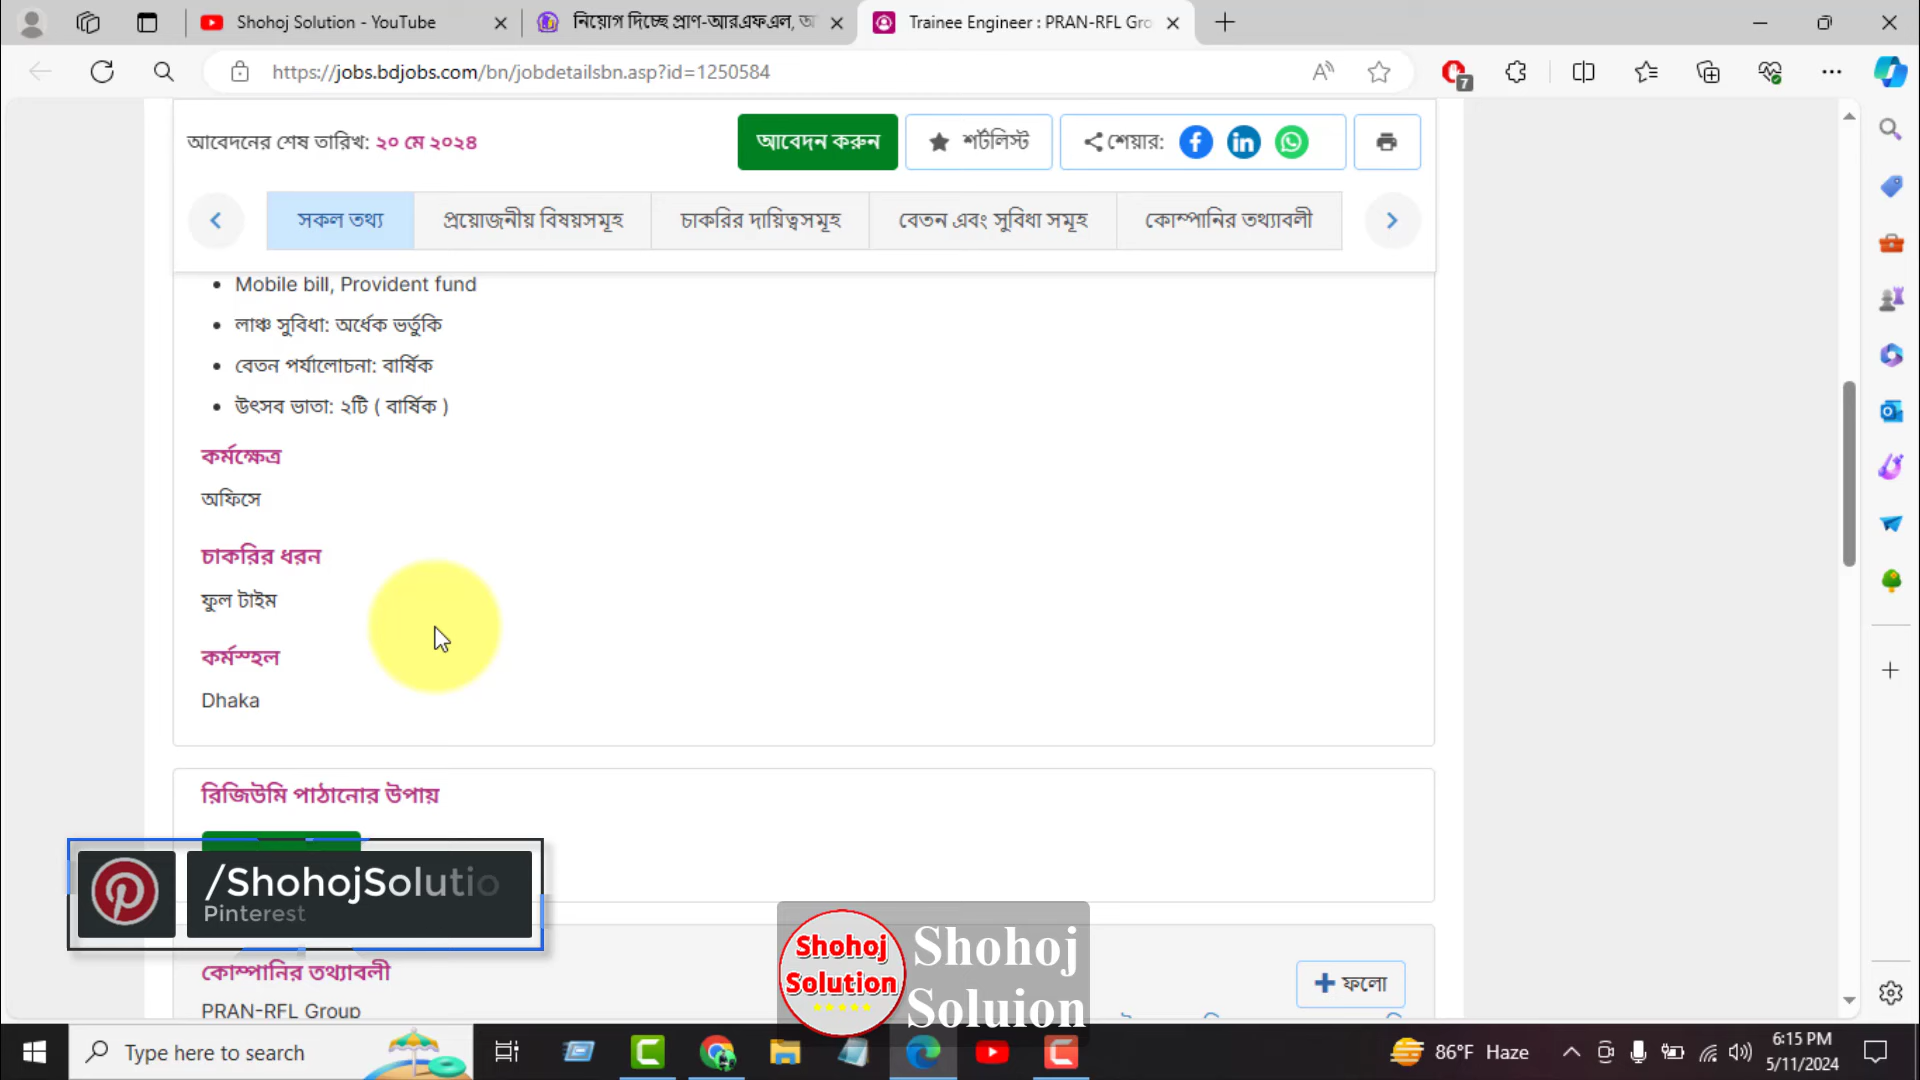 Shohoj Solution - YouTube
নিয়োগ দিচ্ছে প্রাণ-আরএফএল,
Trainee Engineer : PRAN-RFL Gro
https://jobs.bdjobs.com/bn/jobdetailsbn.asp?id=1250584
7
আবেদনের শেষ তারিখ: ২০ মে ২০২৪
আবেদন করুন
শর্টলিস্ট
শেয়ার:
সকল তথ্য
প্রয়োজনীয় বিষয়সমূহ
চাকরির দায়িত্বসমূহ
বেতন এবং সুবিধা সমূহ
কোম্পানির তথ্যাবলী
Mobile bill, Provident fund
লাঞ্চ সুবিধা: অর্ধেক ভর্তুকি
বেতন পর্যালোচনা: বার্ষিক
উৎসব ভাতা: ২টি ( বার্ষিক )
কর্মক্ষেত্র
অফিসে
চাকরির ধরন
ফুল টাইম
কর্মস্হল
Dhaka
রিজিউমি পাঠানোর উপায়
/ShohojSolutio
Pinterest
কোম্পানির তথ্যাবলী
PRAN-RFL Group
ফলো
Shohoj
Solution
Shohoj
Soluion
Type here to search
86°F Haze
6:15 PM
5/11/2024